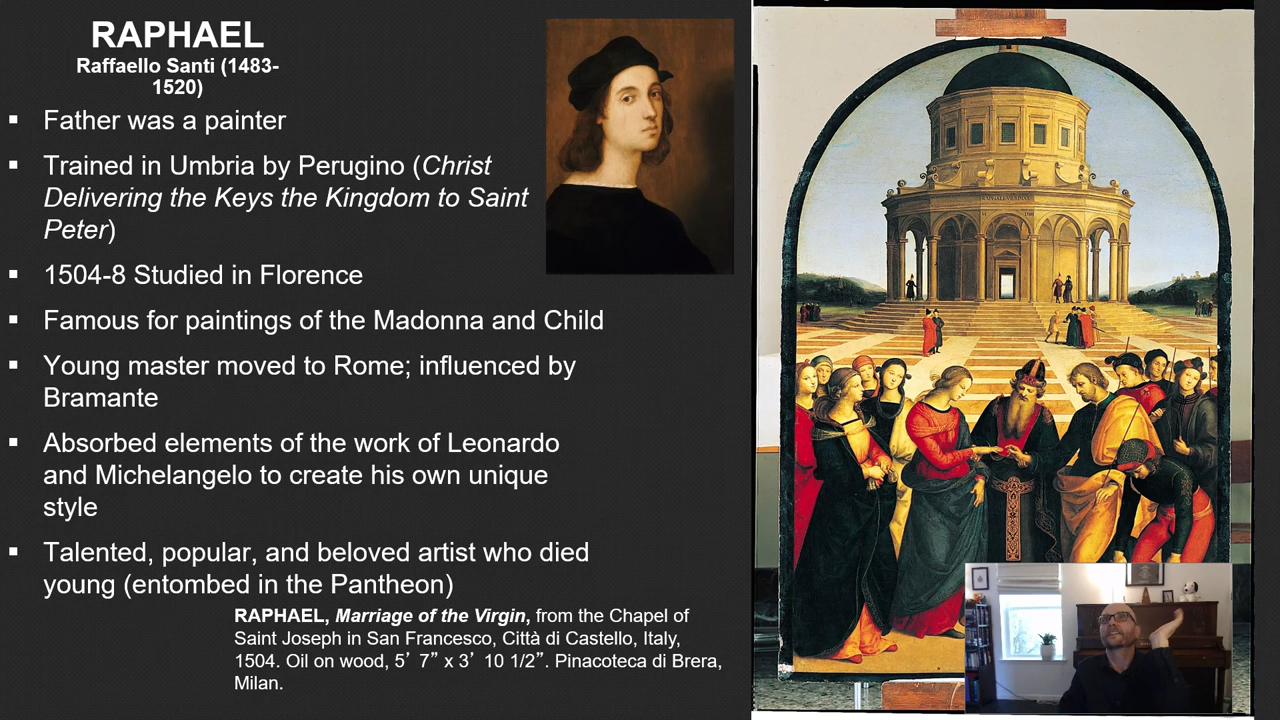 RAPHAEL
Raffaello Santi (1483-
1520)
▪ Father was a painter
▪ Trained in Umbria by Perugino (Christ
Delivering the Keys the Kingdom to Saint
Peter)
▪ 1504-8 Studied in Florence
▪ Famous for paintings of the Madonna and Child
▪ Young master moved to Rome; influenced by
Bramante
▪ Absorbed elements of the work of Leonardo
and Michelangelo to create his own unique
style
▪ Talented, popular, and beloved artist who died
young (entombed in the Pantheon)
RAPHAEL, Marriage of the Virgin, from the Chapel of
Saint Joseph in San Francesco, Città di Castello, Italy,
1504. Oil on wood, 5’ 7” x 3’ 10 1/2”. Pinacoteca di Brera,
Milan.